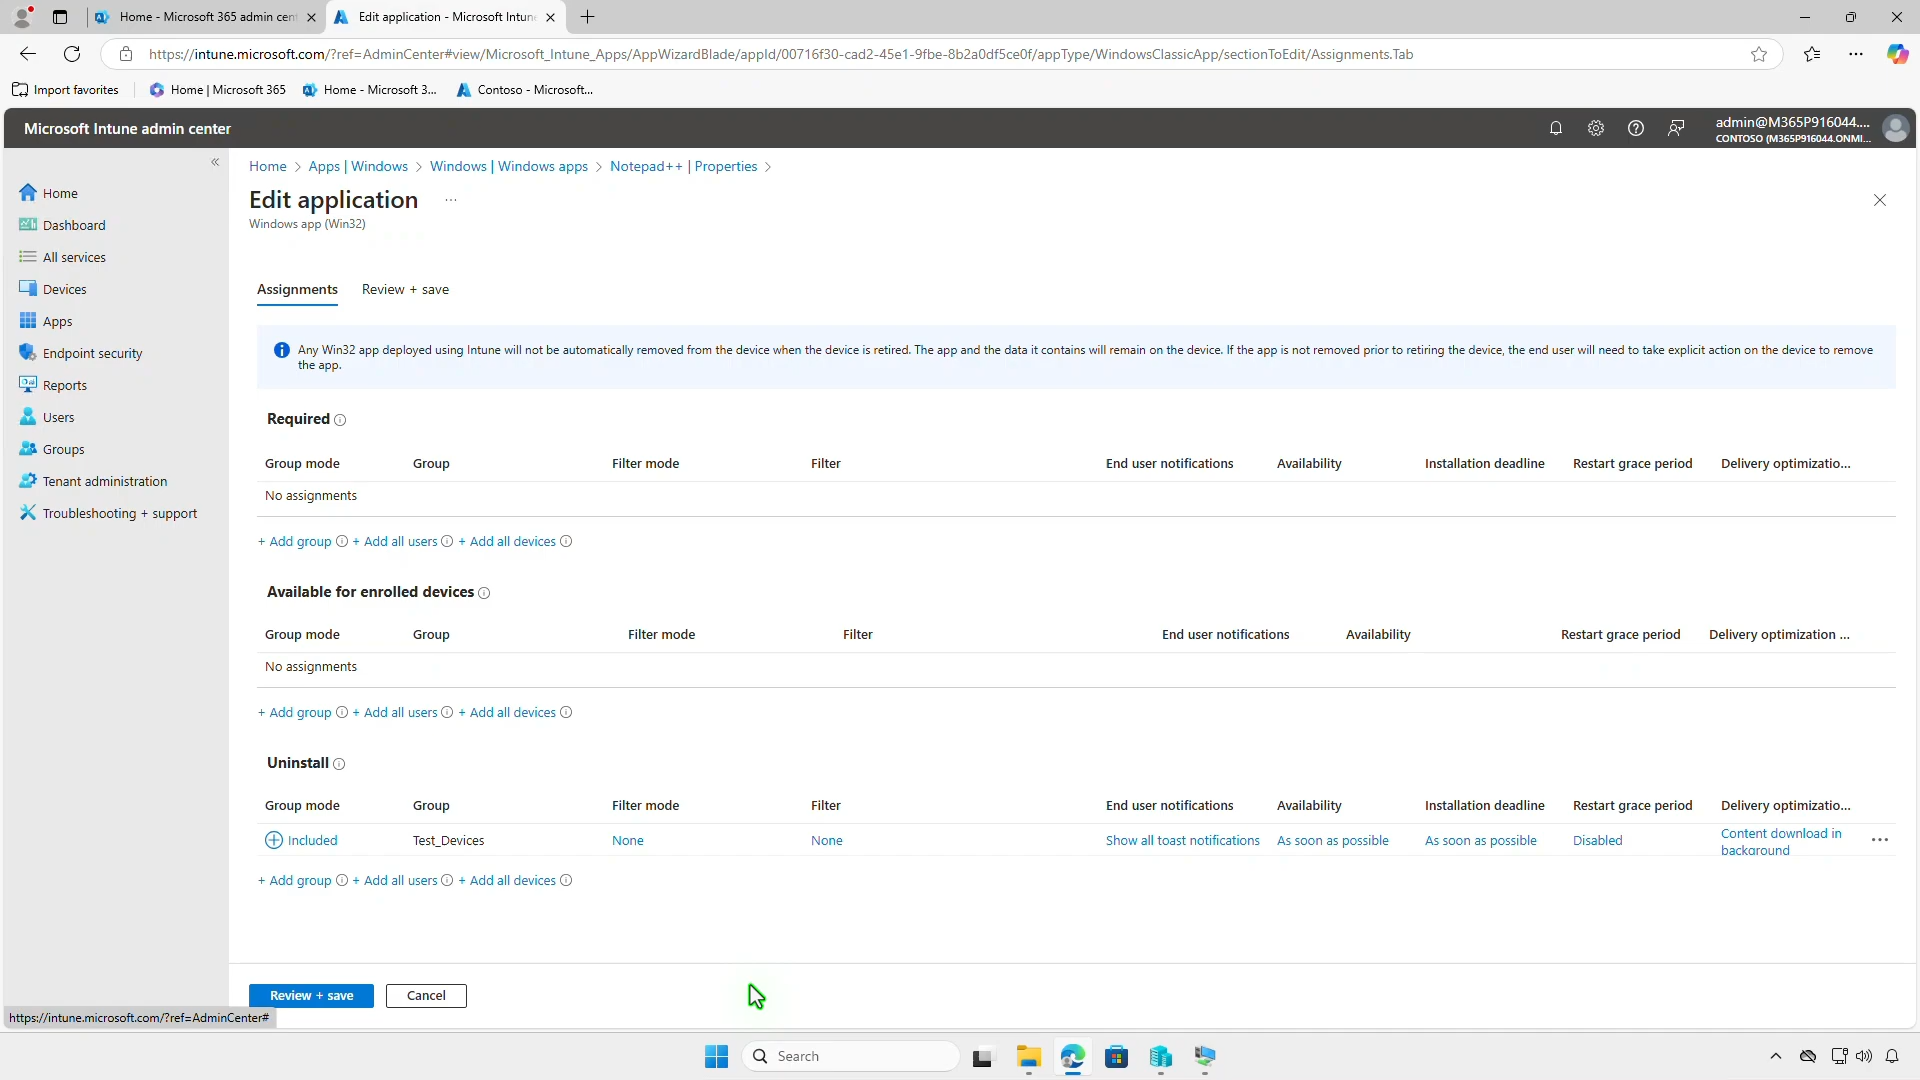 Home - Microsoft 365 admin cent
Edit application - Microsoft Intune
https://intune.microsoft.com/?ref=AdminCenter#view/Microsoft_Intune_Apps/AppWizardBlade/appId/00716f30-cad2-45e1-9fbe-8b2a0df5ce0f/appType/WindowsClassicApp/sectionToEdit/Assignments.Tab
Import favorites
Home | Microsoft 365
Home - Microsoft 3...
Contoso - Microsoft...
Microsoft Intune admin center
admin@M365P916044....
CONTOSO (M365P916044.ONMI...
Home
Dashboard
All services
Devices
Apps
Endpoint security
Reports
Users
Groups
Tenant administration
Troubleshooting + support
Home > Apps | Windows > Windows | Windows apps > Notepad++ | Properties >
Edit application ...
Windows app (Win32)
Assignments Review + save
Any Win32 app deployed using Intune will not be automatically removed from the device when the device is retired. The app and the data it contains will remain on the device. If the app is not removed prior to retiring the device, the end user will need to take explicit action on the device to remove
the app.
Required
Group mode Group Filter mode Filter End user notifications Availability Installation deadline Restart grace period Delivery optimizatio...
No assignments
+ Add group + Add all users + Add all devices
Available for enrolled devices
Group mode Group Filter mode Filter End user notifications Availability Restart grace period Delivery optimization ...
No assignments
+ Add group + Add all users + Add all devices
Uninstall
Group mode Group Filter mode Filter End user notifications Availability Installation deadline Restart grace period Delivery optimizatio...
Included Test_Devices None None Show all toast notifications As soon as possible As soon as possible Disabled Content download in
background
+ Add group + Add all users + Add all devices
Review + save Cancel
https://intune.microsoft.com/?ref=AdminCenter#
Search